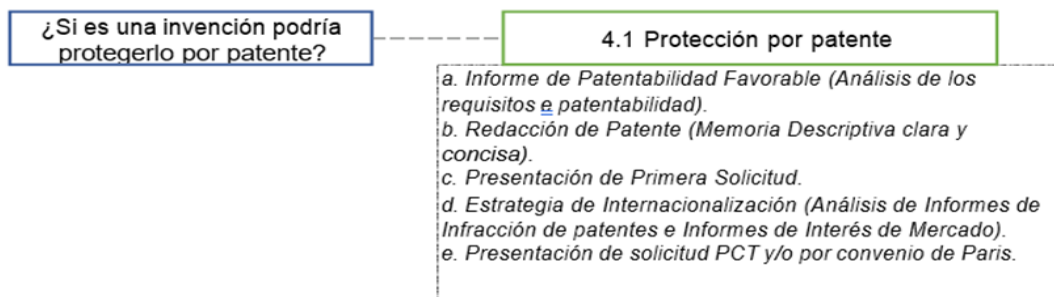 ¿Si es una invención podría
protegerlo por patente?
4.1 Protección por patente
a. Informe de Patentabilidad Favorable (Análisis de los
requisitos e patentabilidad).
b. Redacción de Patente (Memoria Descriptiva clara y
concisa).
c. Presentación de Primera Solicitud.
d. Estrategia de Internacionalización (Análisis de Informes de
Infracción de patentes e Informes de Interés de Mercado).
e. Presentación de solicitud PCT y/o por convenio de Paris.